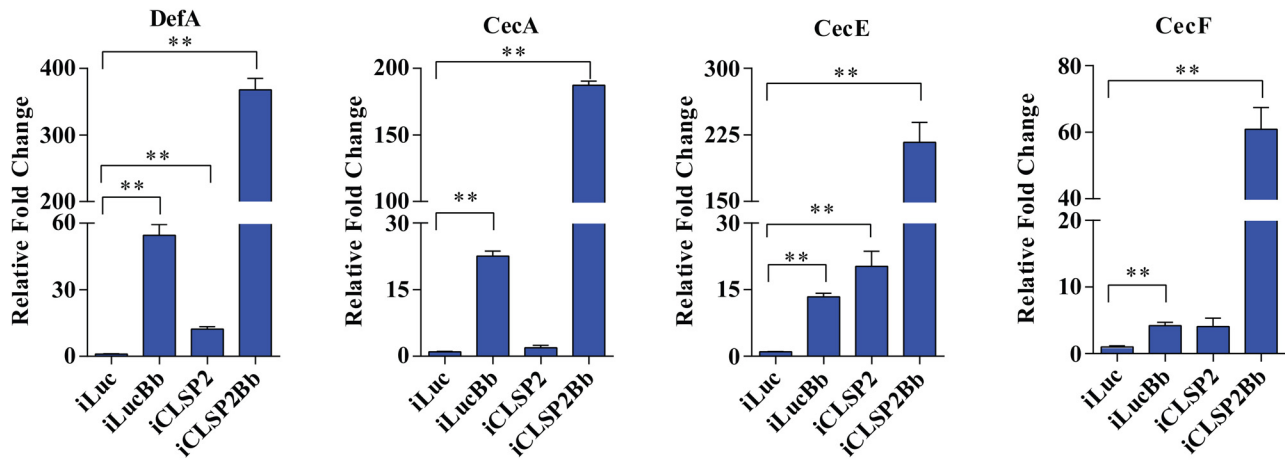 DefA
Relative Fold Change
400
300
200
60
30
0
**
**
**
iLuc
iLucBb
iCLSP2
iCLSP2Bb
CecA
Relative Fold Change
200
150
100
30
15
0
**
**
iLuc
iLucBb
iCLSP2
iCLSP2Bb
CecE
Relative Fold Change
300
225
150
30
15
0
**
**
**
iLuc
iLucBb
iCLSP2
iCLSP2Bb
CecF
Relative Fold Change
80
60
40
20
10
0
**
**
iLuc
iLucBb
iCLSP2
iCLSP2Bb